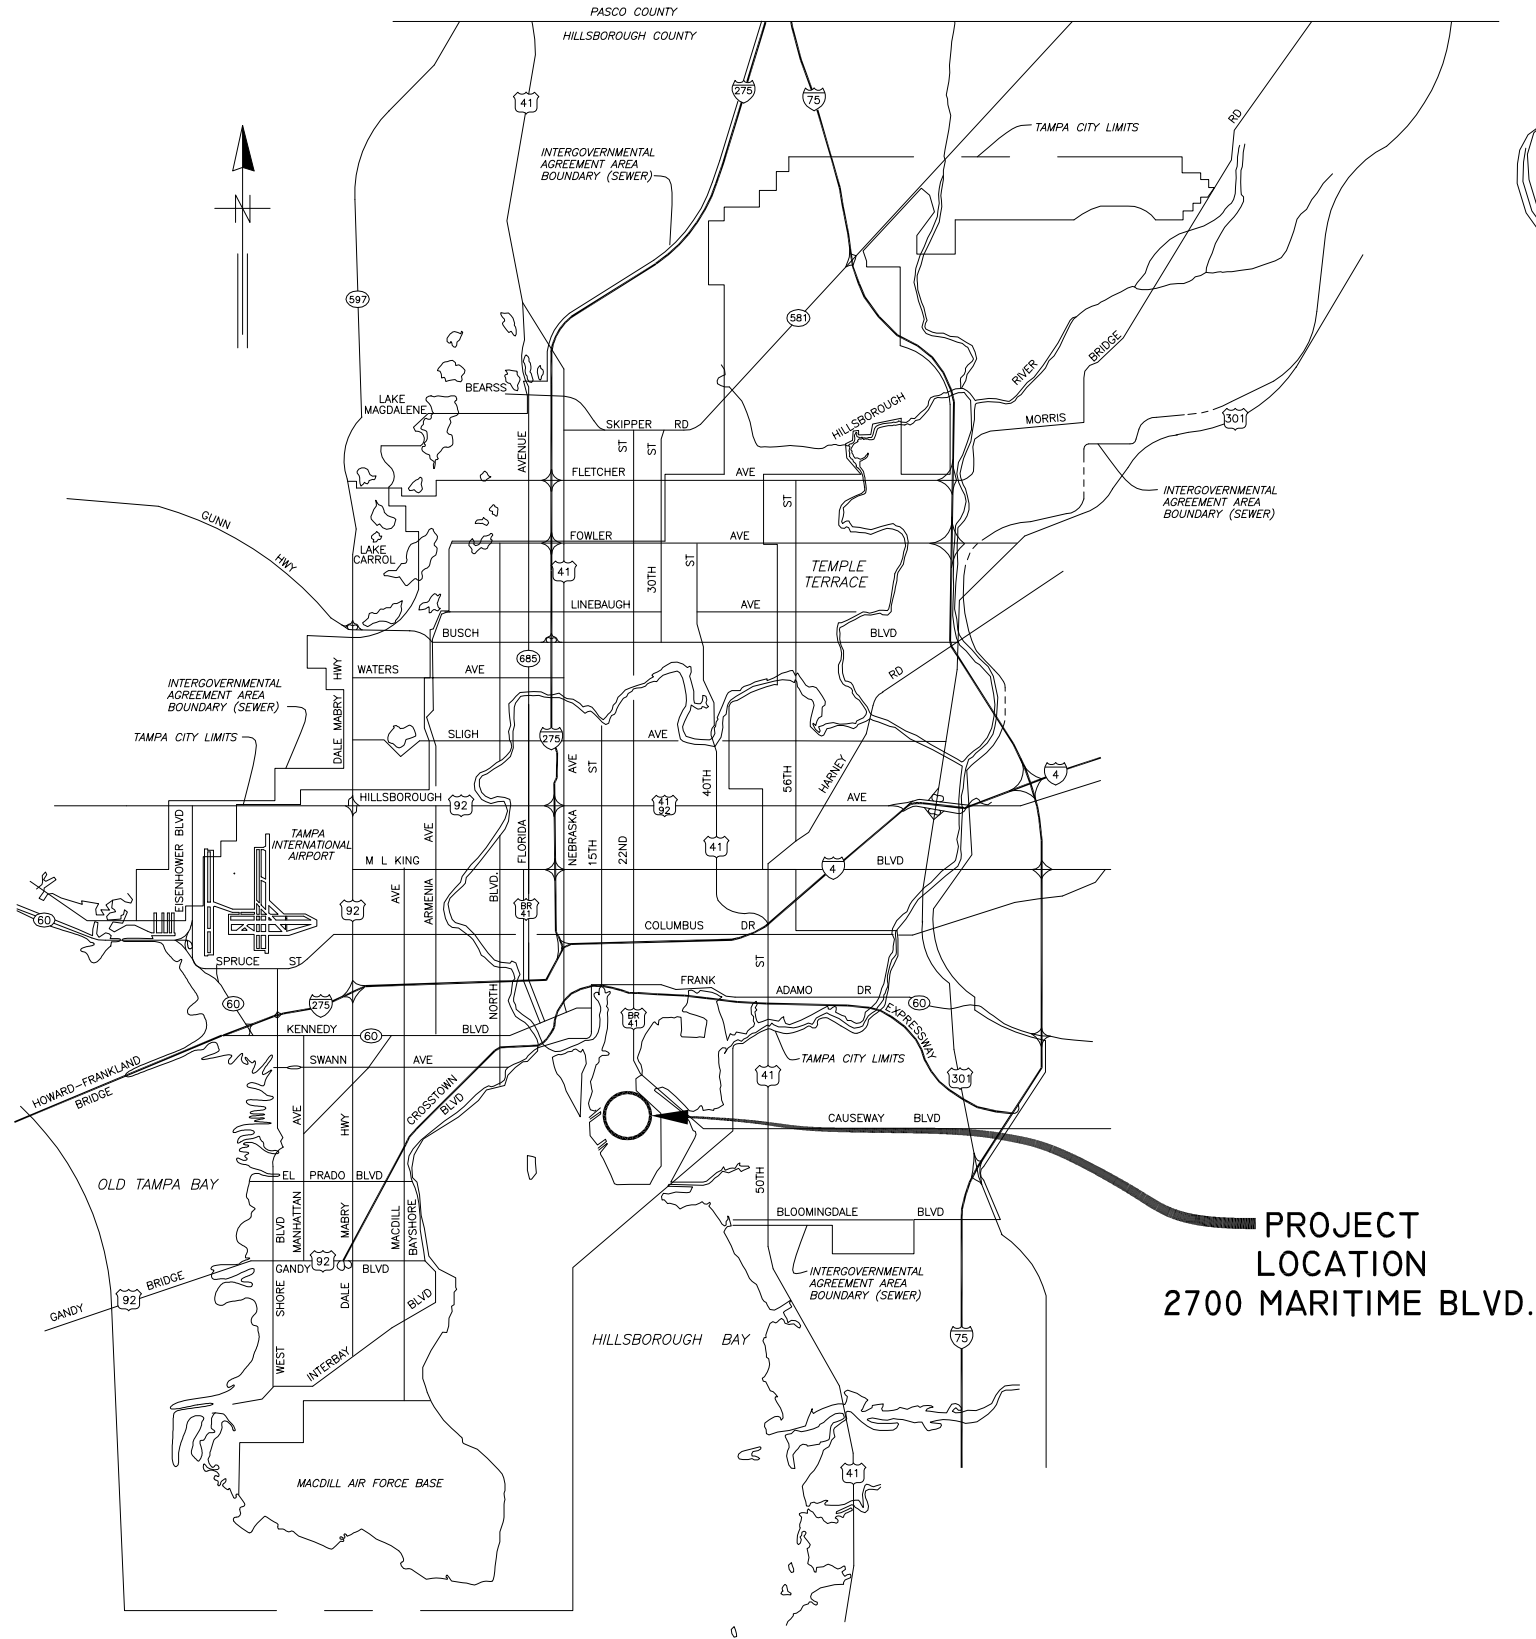 PASCO COUNTY
HILLSBOROUGH COUNTY
275
75
41
TAMPA CITY LIMITS
RD
INTERGOVERNMENTAL
AGREEMENT AREA
BOUNDARY (SEWER)
N
597
581
BRIDGE
RIVER
BEARSS
LAKE
MAGDALENE
HILLSBOROUGH
MORRIS
301
SKIPPER RD
AVENUE
ST
ST
FLETCHER AVE
ST
INTERGOVERNMENTAL
AGREEMENT AREA
BOUNDARY (SEWER)
GUNN
HWY
LAKE
CARROL
FOWLER AVE
ST
TEMPLE
TERRACE
41
30TH
LINEBAUGH AVE
BUSCH BLVD
685
WATERS AVE
HWY
RD
INTERGOVERNMENTAL
AGREEMENT AREA
BOUNDARY (SEWER)
TAMPA CITY LIMITS
DALE MABRY
SLIGH AVE
275
AVE
ST
40TH
56TH
HARNEY
4
HILLSBOROUGH AVE
92
41
92
EISENHOWER BLVD
TAMPA
INTERNATIONAL
AIRPORT
AVE
FLORIDA
NEBRASKA
15TH
22ND
41
M L KING BLVD
4
AVE
ARMENIA
BLVD.
92
BR
41
60
COLUMBUS DR
SPRUCE ST
ST
FRANK
ADAMO DR
60
NORTH
60
275
BR
41
EXPRESSWAY
KENNEDY BLVD
60
SWANN AVE
TAMPA CITY LIMITS
HOWARD-FRANKLAND
BRIDGE
CROSSTOWN
BLVD
41
301
AVE
HWY
CAUSEWAY BLVD
EL PRADO BLVD
OLD TAMPA BAY
50TH
MANHATTAN
MABRY
MACDILL
BAYSHORE
BLVD
BLOOMINGDALE BLVD
PROJECT
LOCATION
2700 MARITIME BLVD.
92
GANDY BLVD
INTERGOVERNMENTAL
AGREEMENT AREA
BOUNDARY (SEWER)
GANDY
92
BRIDGE
SHORE
DALE
BLVD
HILLSBOROUGH BAY
75
WEST
INTERBAY
41
MACDILL AIR FORCE BASE